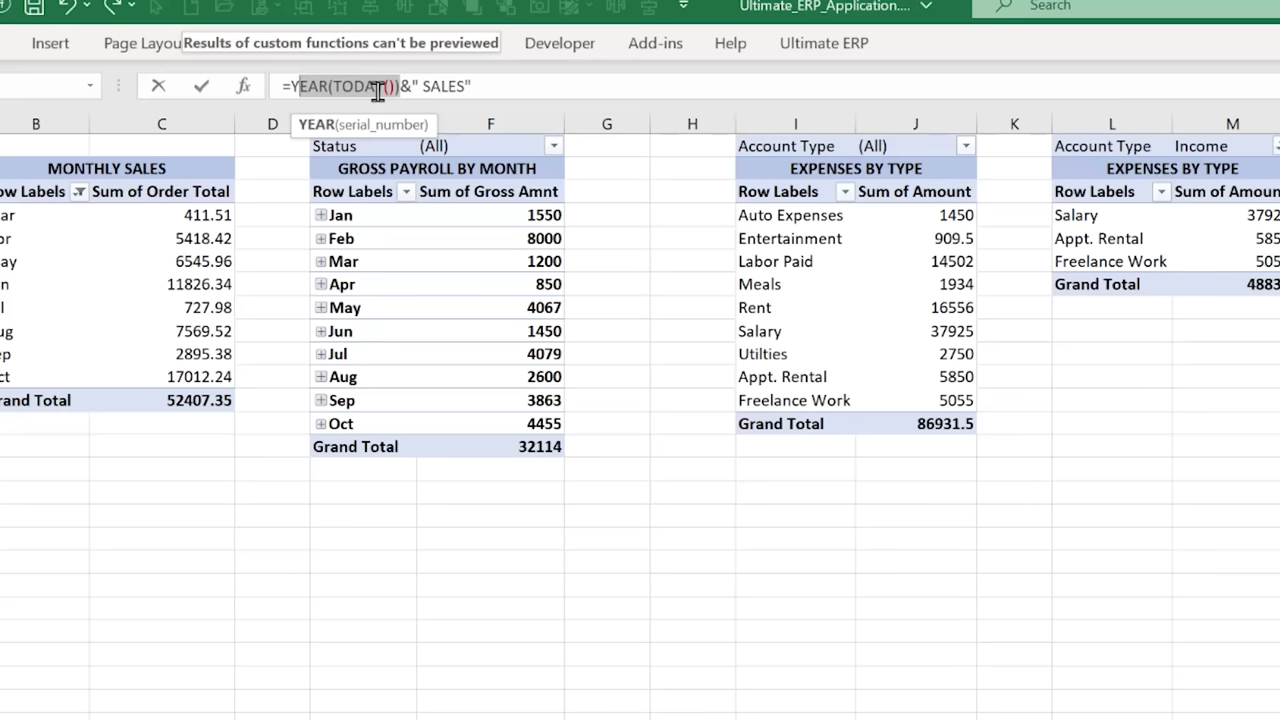 Ultimate_ERP_Application.... Search
Insert Page Layou Results of custom functions can't be previewed Developer Add-ins Help Ultimate ERP
fx =YEAR(TODAY())&" SALES"
YEAR(serial_number)
B C D F G H I J K L M
Status (All) Account Type (All) Account Type Income
MONTHLY SALES GROSS PAYROLL BY MONTH EXPENSES BY TYPE EXPENSES BY TYPE
ow Labels Sum of Order Total Row Labels Sum of Gross Amnt Row Labels Sum of Amount Row Labels Sum of Amoun
ar 411.51 Jan 1550 Auto Expenses 1450 Salary 3792
pr 5418.42 Feb 8000 Entertainment 909.5 Appt. Rental 585
ay 6545.96 Mar 1200 Labor Paid 14502 Freelance Work 505
n 11826.34 Apr 850 Meals 1934 Grand Total 4883
l 727.98 May 4067 Rent 16556
ug 7569.52 Jun 1450 Salary 37925
ep 2895.38 Jul 4079 Utilties 2750
ct 17012.24 Aug 2600 Appt. Rental 5850
rand Total 52407.35 Sep 3863 Freelance Work 5055
Oct 4455 Grand Total 86931.5
Grand Total 32114